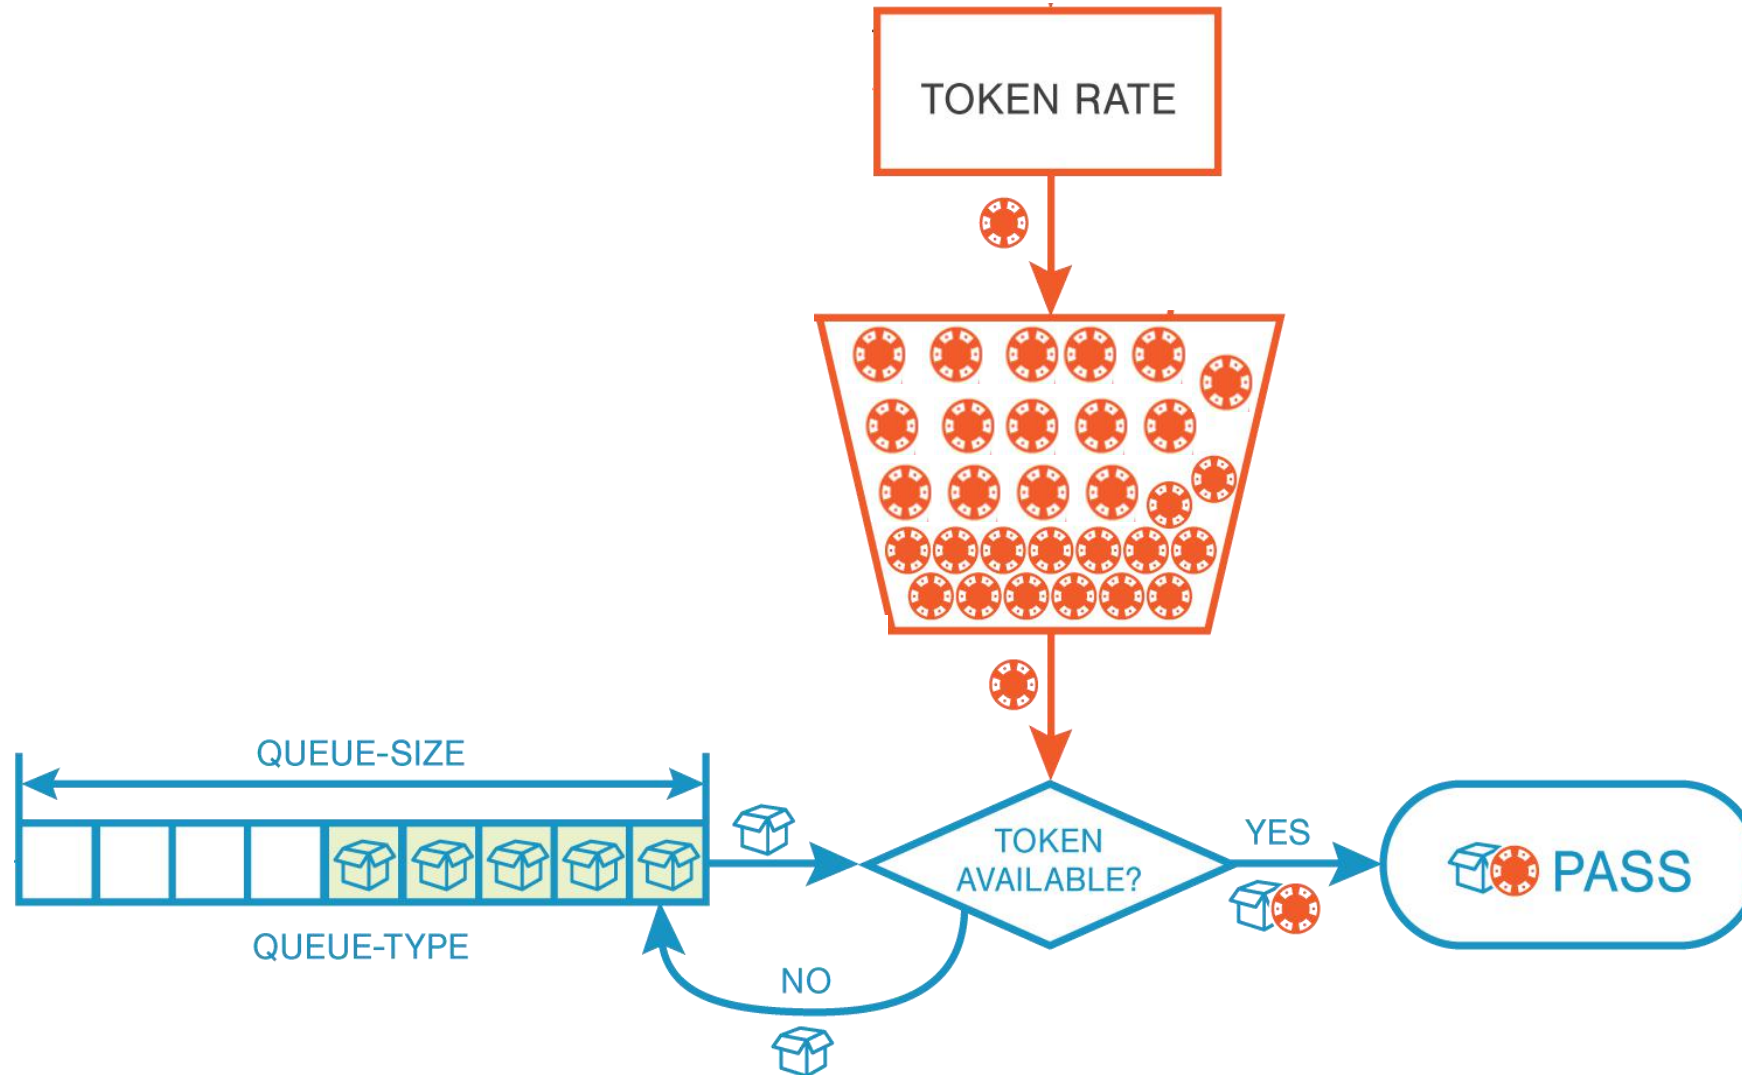 TOKEN RATE
QUEUE-SIZE
TOKEN
AVAILABLE?
YES
PASS
QUEUE-TYPE
NO